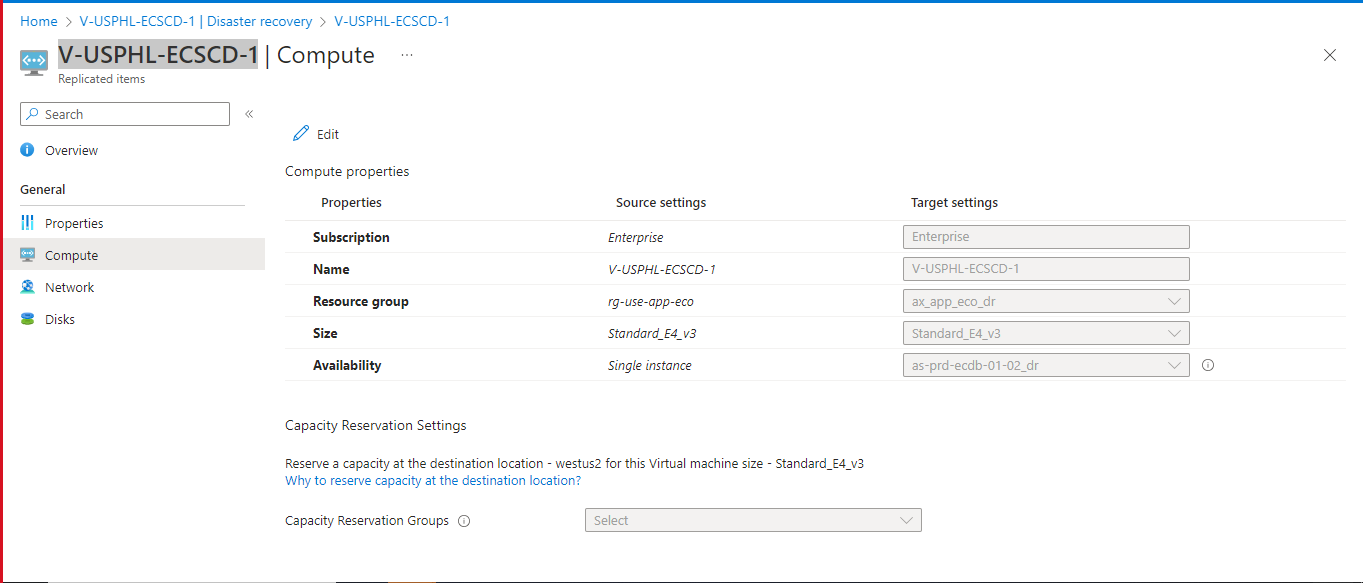 Home > V-USPHL-ECSCD-1 | Disaster recovery > V-USPHL-ECSCD-1
V-USPHL-ECSCD-1 | Compute ...
Replicated items
Search
«
Overview
General
Properties
Compute
Network
Disks
Edit
Compute properties
Properties Source settings Target settings
Subscription Enterprise Enterprise
Name V-USPHL-ECSCD-1 V-USPHL-ECSCD-1
Resource group rg-use-app-eco ax_app_eco_dr
Size Standard_E4_v3 Standard_E4_v3
Availability Single instance as-prd-ecdb-01-02_dr
Capacity Reservation Settings
Reserve a capacity at the destination location - westus2 for this Virtual machine size - Standard_E4_v3
Why to reserve capacity at the destination location?
Capacity Reservation Groups Select